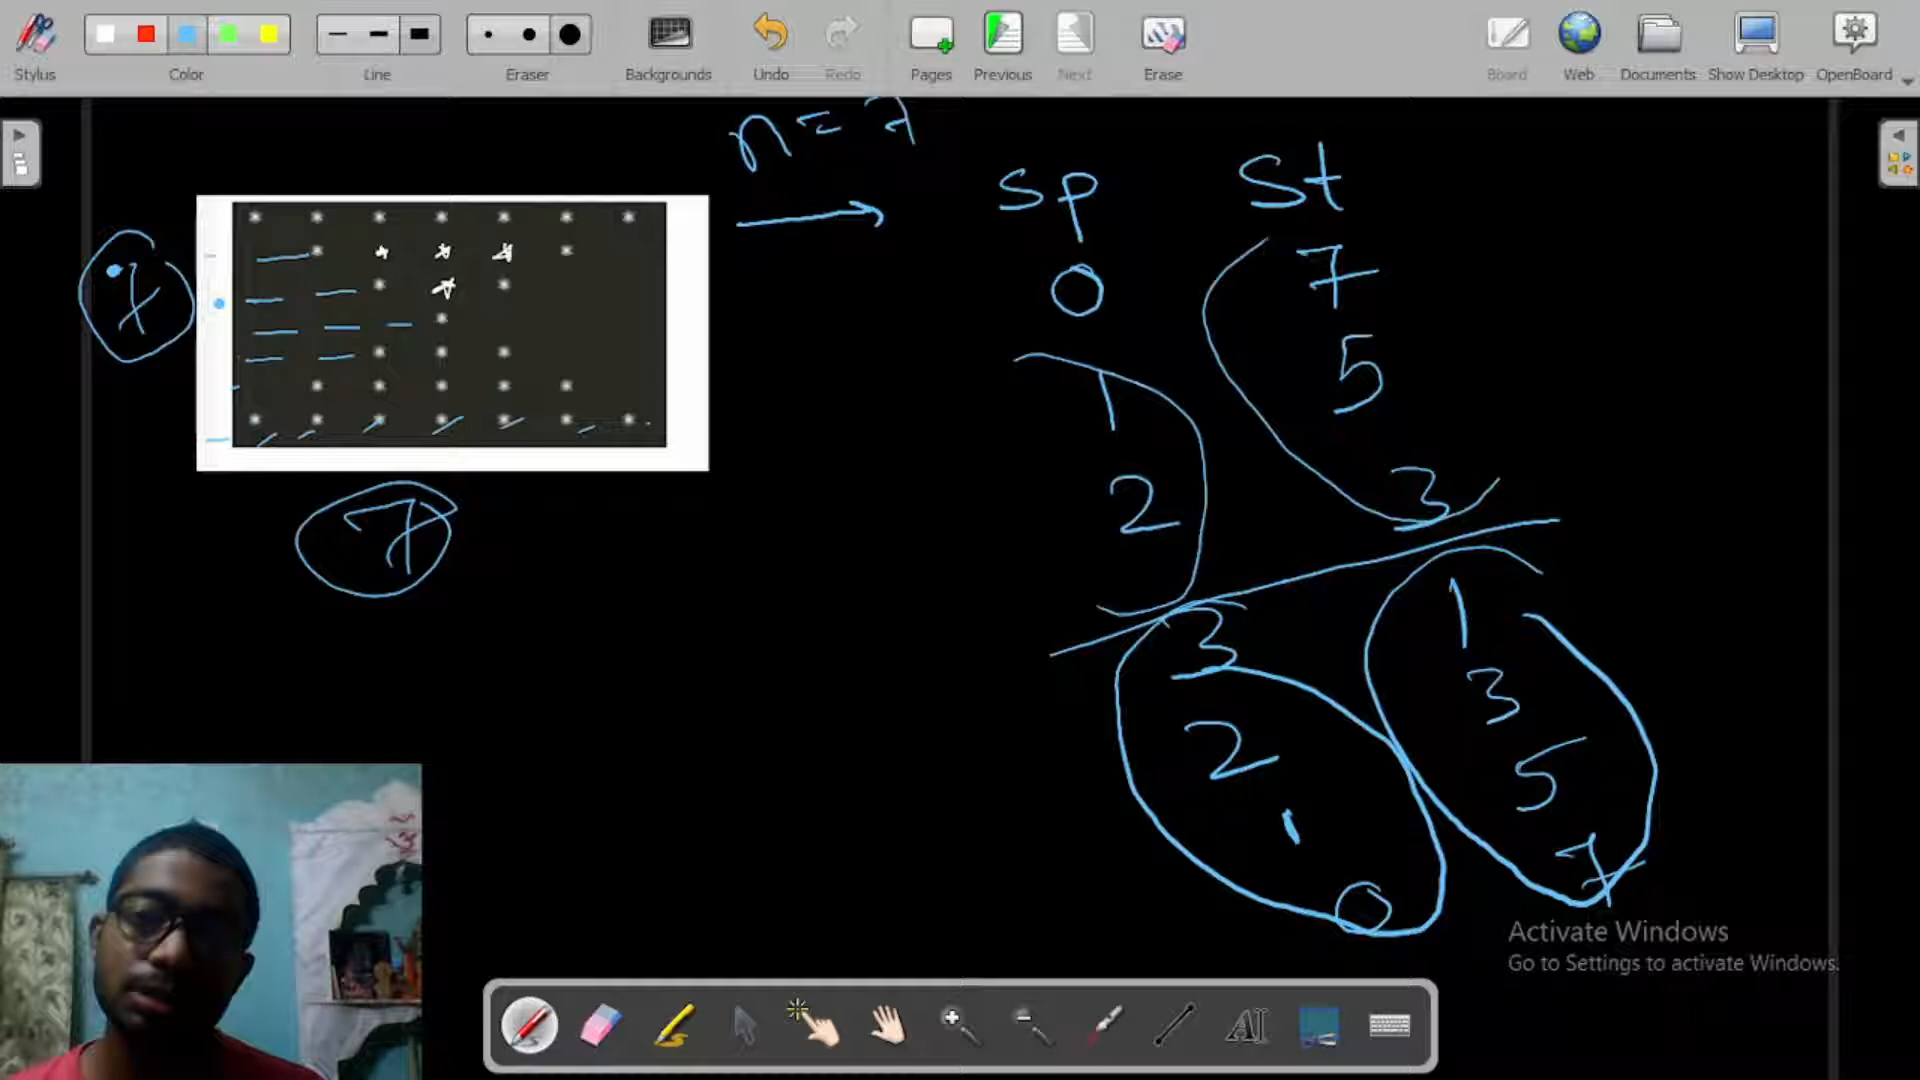 Stylus
Color
Line
Eraser
Backgrounds
Undo
Redo
Pages
Previous
Next
Erase
Board
Web
Documents
Show Desktop
OpenBoard
n = 7
Sp St
0 7
1 5
2 3
3 1
2 3
1 5
0 7
7
7
Activate Windows
Go to Settings to activate Windows.
AI